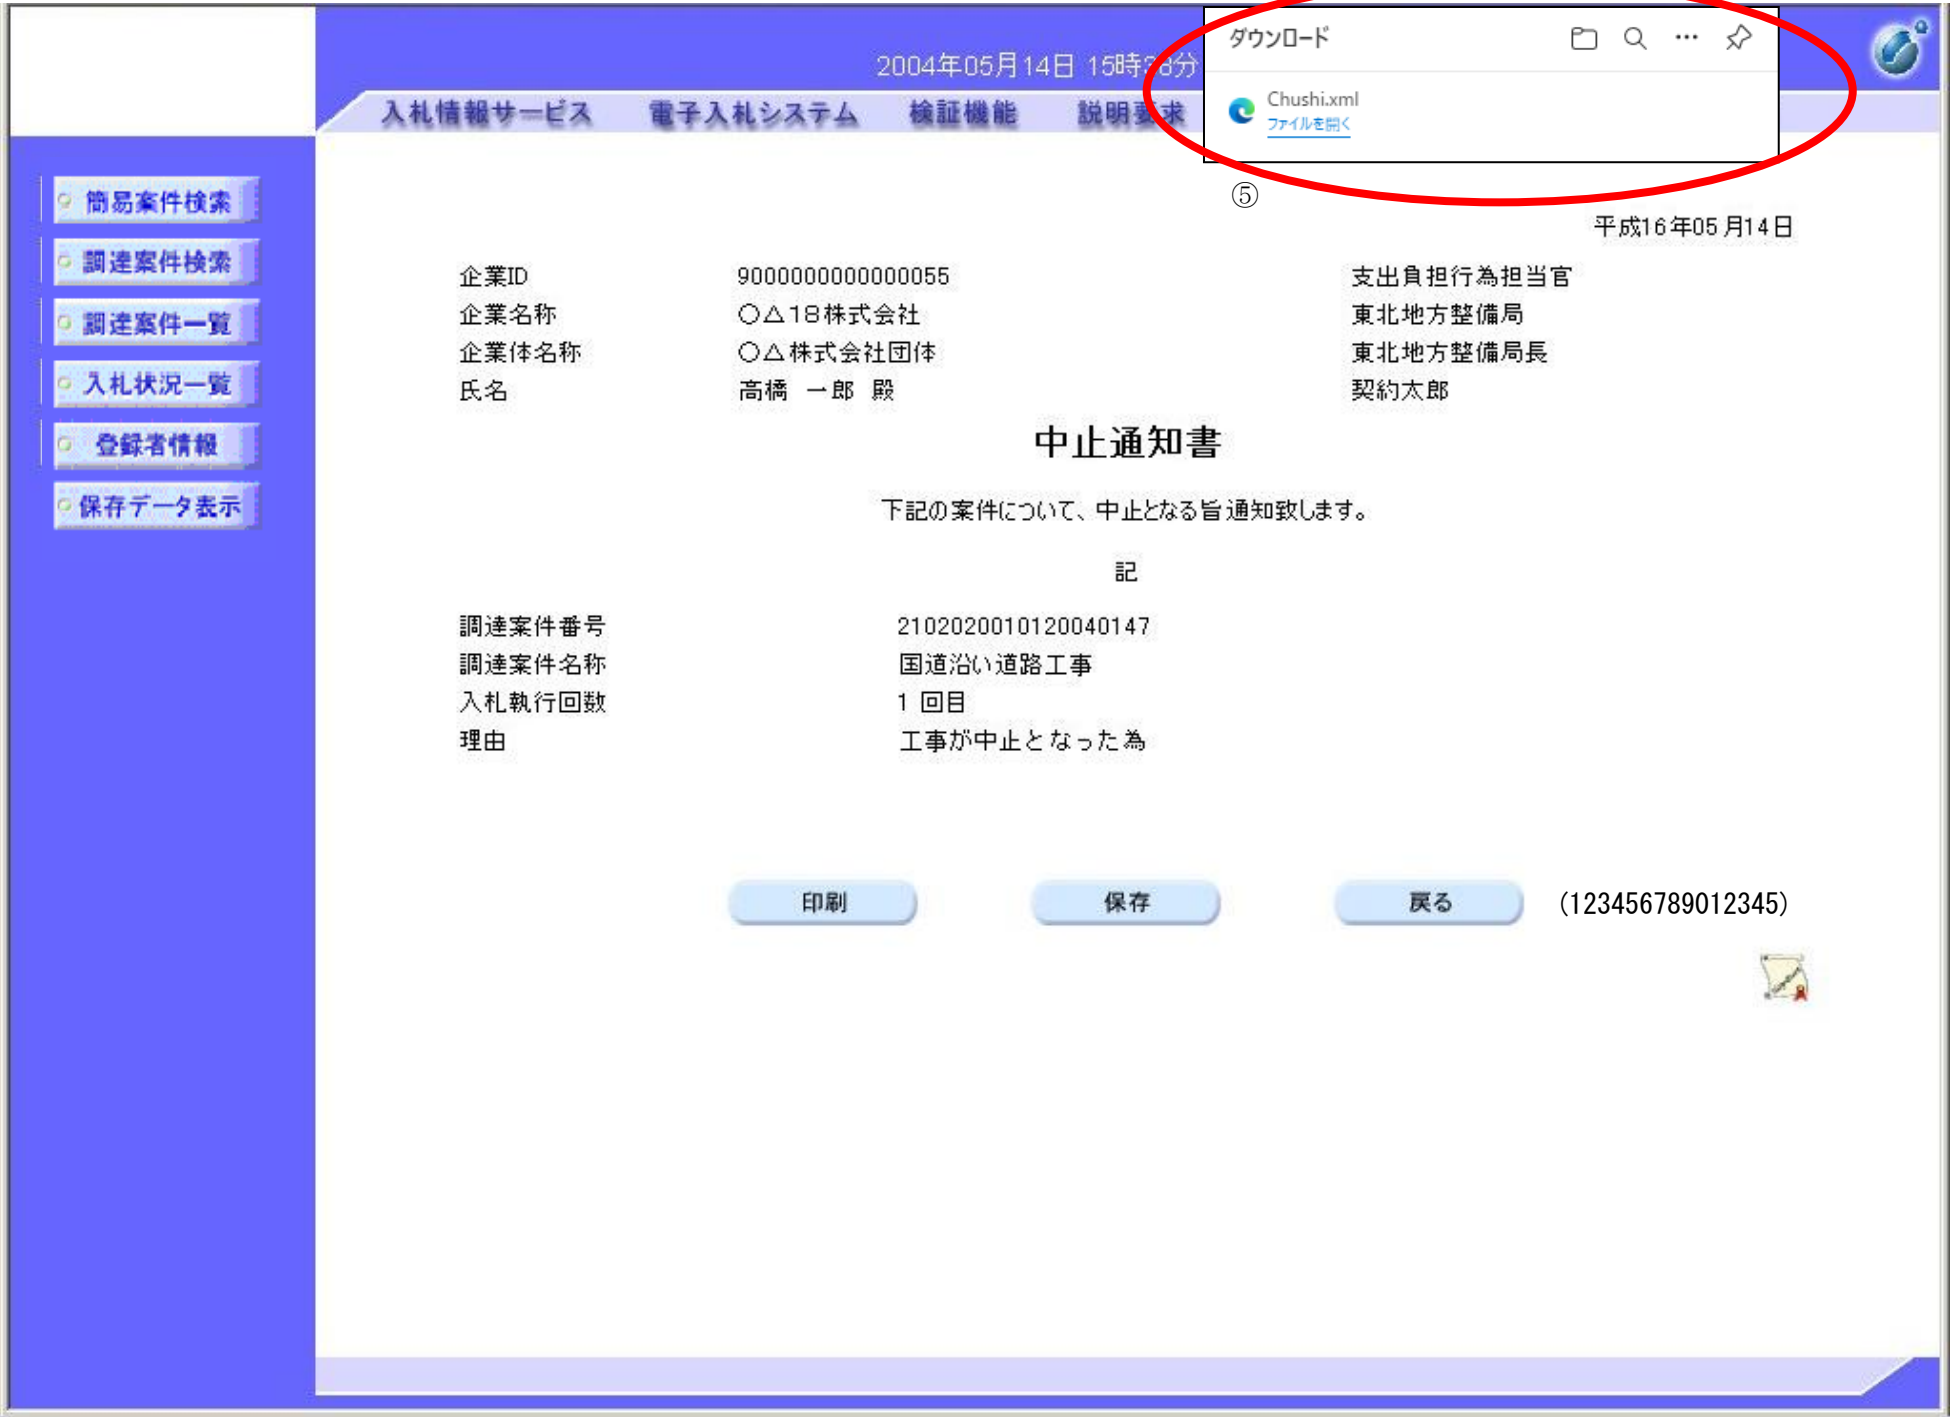 2004年05月14日 15時38分
入札情報サービス 電子入札システム 検証機能 説明要求
ダウンロード
Chushi.xml
ファイルを開く
⑤
簡易案件検索
調達案件検索
調達案件一覧
入札状況一覧
登録者情報
保存データ表示
平成16年05月14日
企業ID 9000000000000055 支出負担行為担当官
企業名称 〇△18株式会社 東北地方整備局
企業体名称 〇△株式会社団体 東北地方整備局長
氏名 高橋 一郎 殿 契約太郎
中止通知書
下記の案件について、中止となる旨通知致します。
記
調達案件番号 2102020010120040147
調達案件名称 国道沿い道路工事
入札執行回数 1 回目
理由 工事が中止となった為
印刷 保存 戻る (123456789012345)